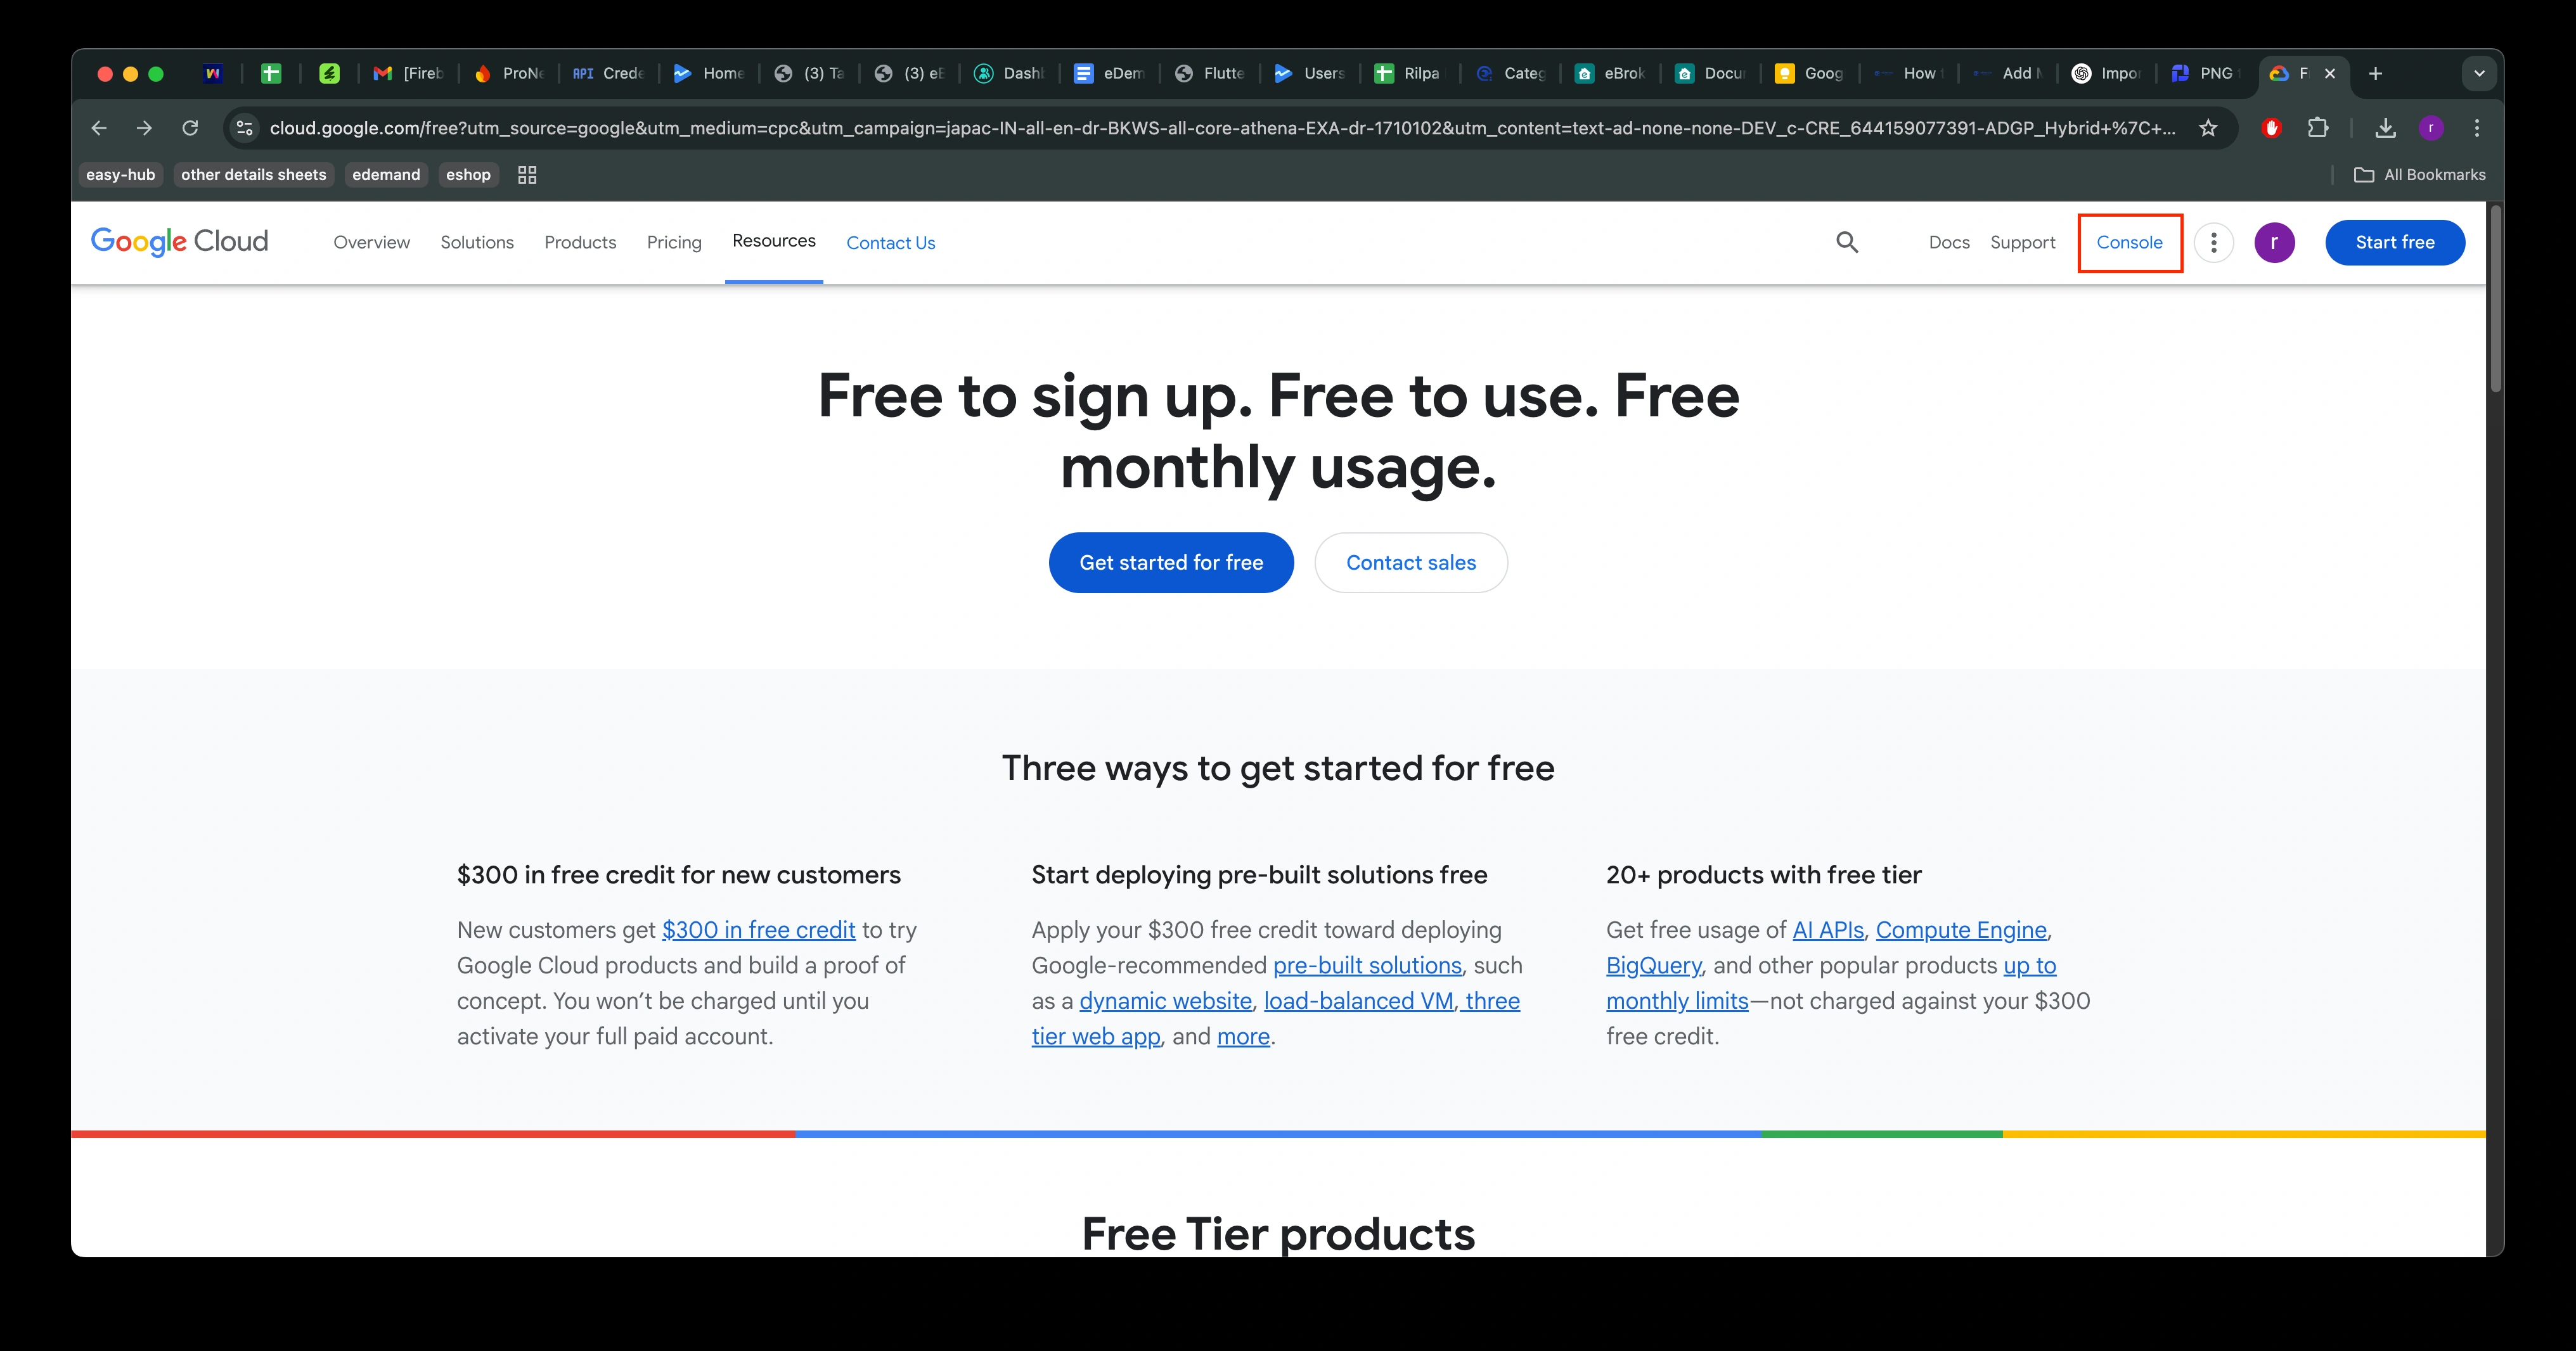 [Fireb
ProNe
API
Crede
Home
(3) Ta
(3) eE
Dashb
eDem
Flutte
Users
Rilpa
Categ
eBrok
Docu
Goog
How
Add
Impo
PNG
F
cloud.google.com/free?utm_source=google&utm_medium=cpc&utm_campaign=japac-IN-all-en-dr-BKWS-all-core-athena-EXA-dr-1710102&utm_content=text-ad-none-none-DEV_c-CRE_644159077391-ADGP_Hybrid+%7C+...
r
easy-hub
other details sheets
edemand
eshop
All Bookmarks
Google Cloud
Overview
Solutions
Products
Pricing
Resources
Contact Us
Docs
Support
Console
r
Start free
Free to sign up. Free to use. Free
monthly usage.
Get started for free
Contact sales
Three ways to get started for free
$300 in free credit for new customers
New customers get $300 in free credit to try
Google Cloud products and build a proof of
concept. You won’t be charged until you
activate your full paid account.
Start deploying pre-built solutions free
Apply your $300 free credit toward deploying
Google-recommended pre-built solutions, such
as a dynamic website, load-balanced VM, three
tier web app, and more.
20+ products with free tier
Get free usage of AI APIs, Compute Engine,
BigQuery, and other popular products up to
monthly limits—not charged against your $300
free credit.
Free Tier products